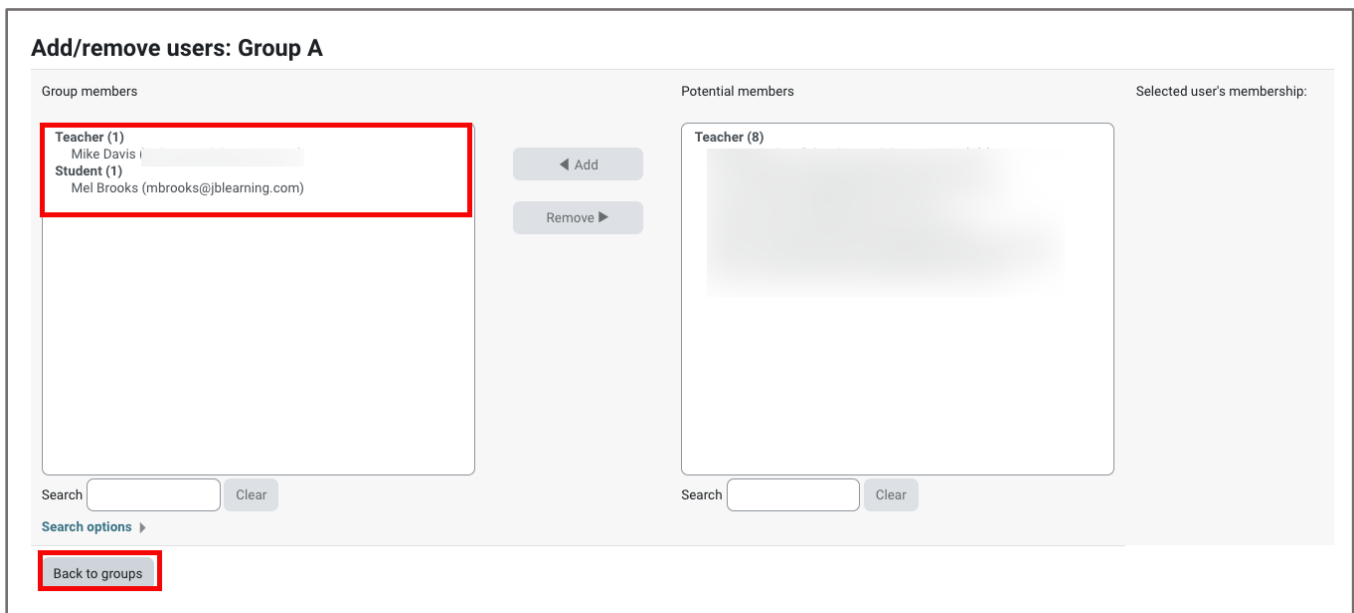 Add/remove users: Group A
Group members
Potential members
Selected user's membership:
Teacher (1)
Mike Davis (
Student (1)
Mel Brooks (mbrooks@jblearning.com)
◀ Add
Remove ▶
Teacher (8)
Search
Clear
Search
Clear
Search options ▶
Back to groups